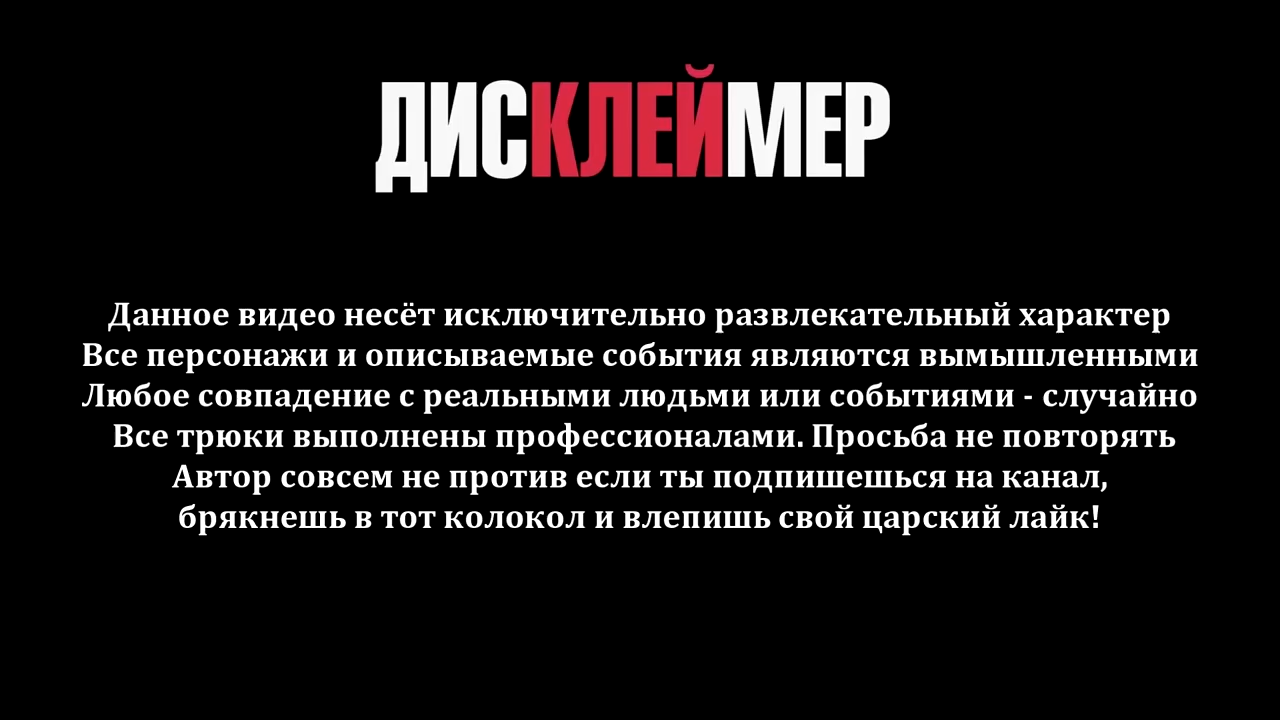 ДИСКЛЕЙМЕР
Данное видео несёт исключительно развлекательный характер
Все персонажи и описываемые события являются вымышленными
Любое совпадение с реальными людьми или событиями - случайно
Все трюки выполнены профессионалами. Просьба не повторять
Автор совсем не против если ты подпишешься на канал,
брякнешь в тот колокол и влепишь свой царский лайк!